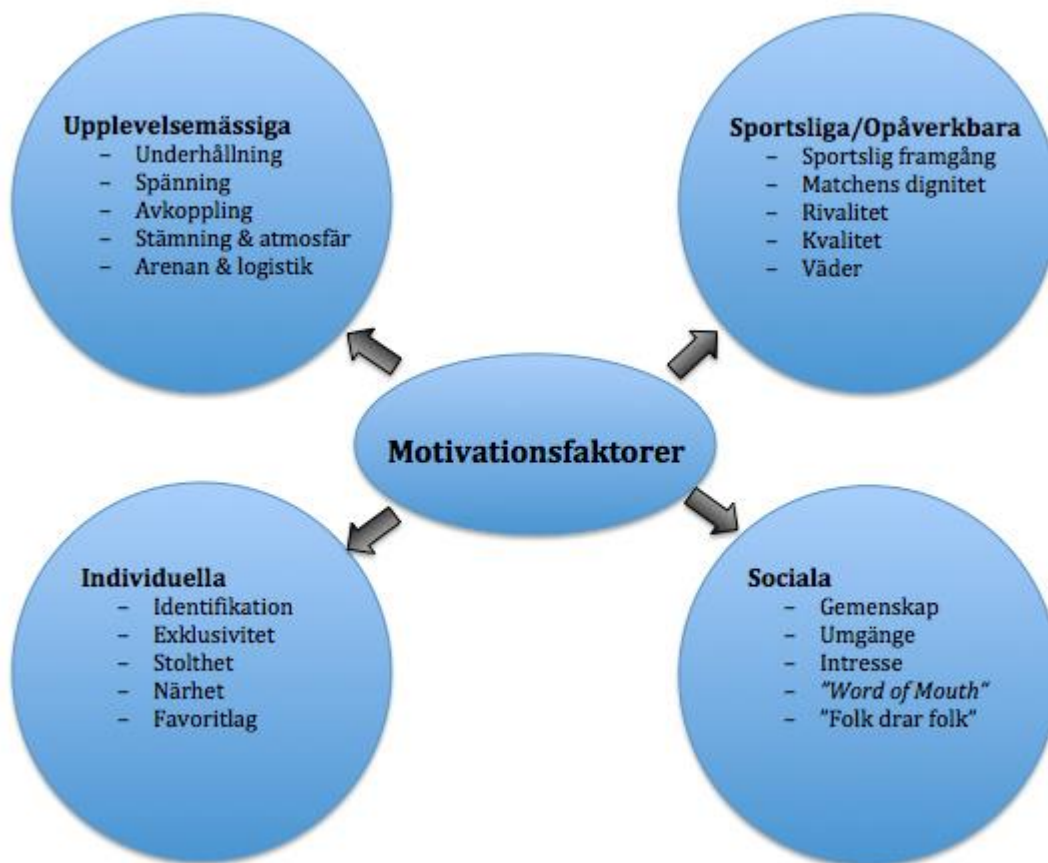 Upplevelsemässiga
– Underhållning
– Spänning
– Avkoppling
– Stämning & atmosfär
– Arenan & logistik
Sportsliga/Opåverkbara
– Sportslig framgång
– Matchens dignitet
– Rivalitet
– Kvalitet
– Väder
Motivationsfaktorer
Individuella
– Identifikation
– Exklusivitet
– Stolthet
– Närhet
– Favoritlag
Sociala
– Gemenskap
– Umgänge
– Intresse
– ”Word of Mouth”
– ”Folk drar folk”